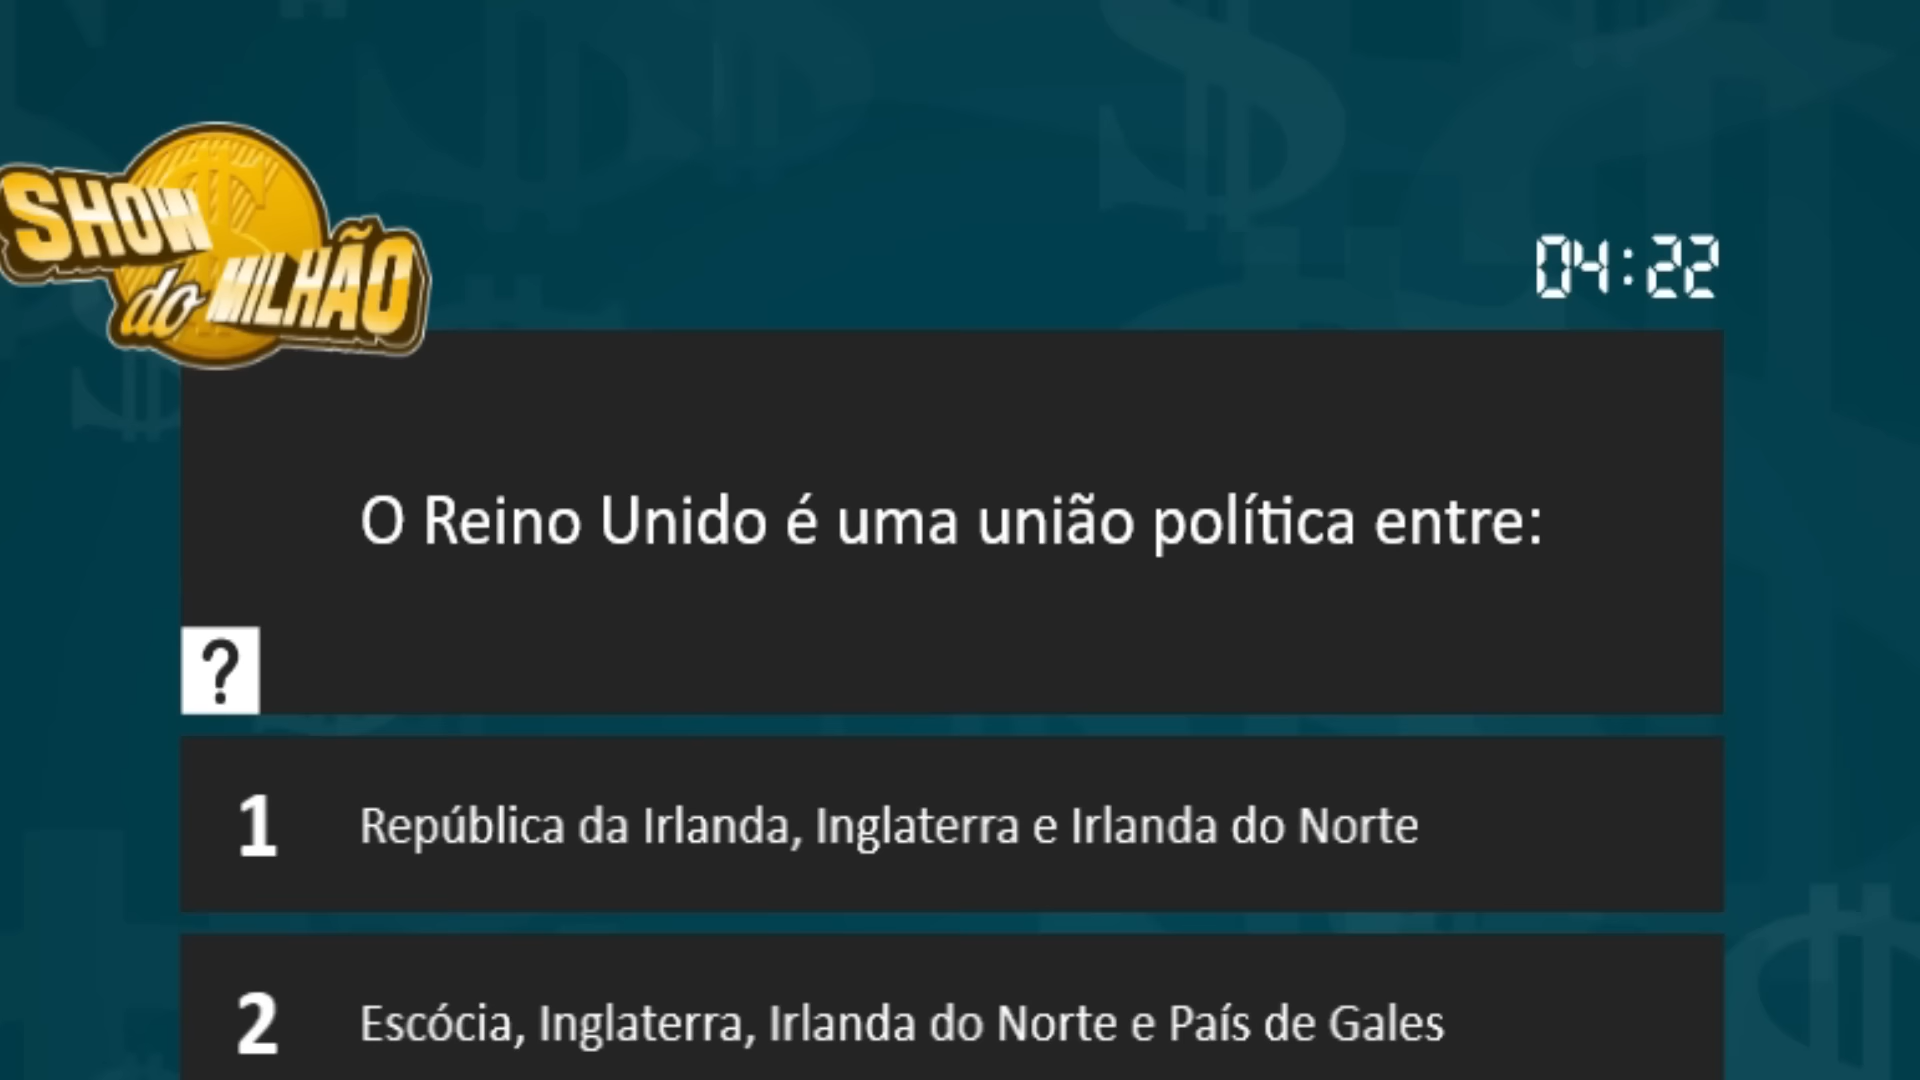 SHOW
do MILHÃO
04:22
O Reino Unido é uma união política entre:
?
1 República da Irlanda, Inglaterra e Irlanda do Norte
2 Escócia, Inglaterra, Irlanda do Norte e País de Gales